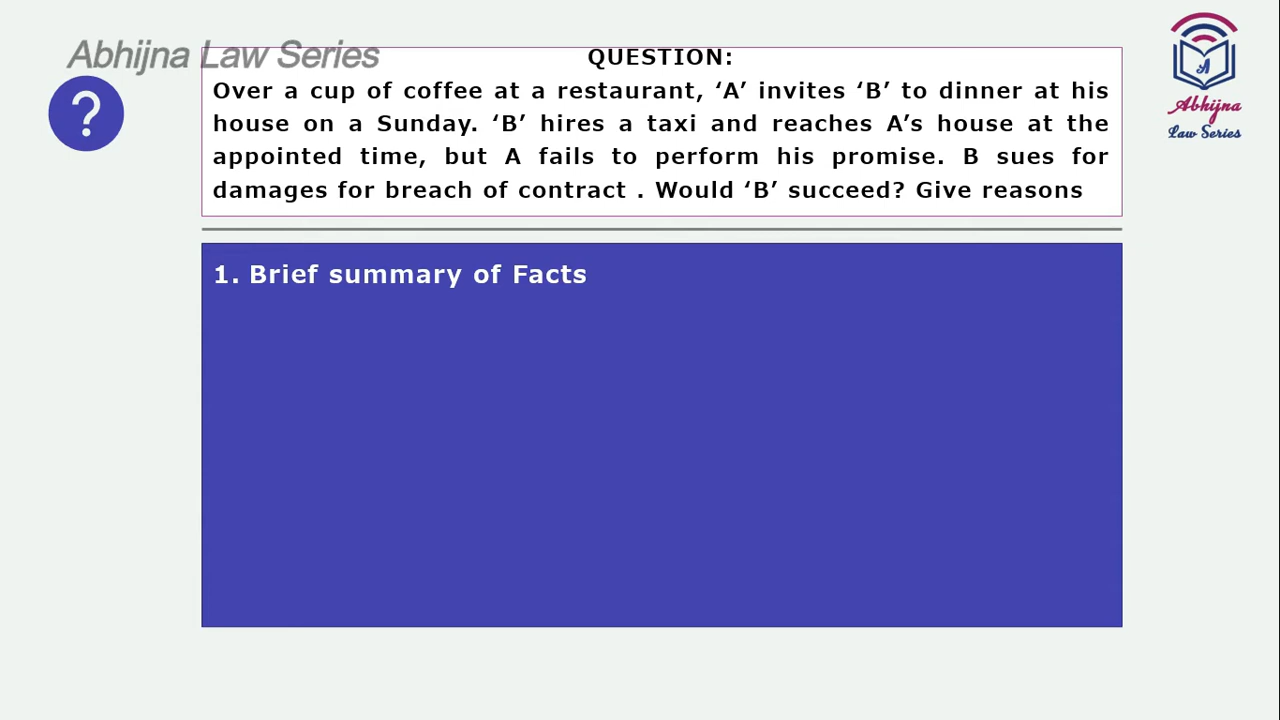 Abhijna Law Series
QUESTION:
Over a cup of coffee at a restaurant, ‘A’ invites ‘B’ to dinner at his
house on a Sunday. ‘B’ hires a taxi and reaches A’s house at the
appointed time, but A fails to perform his promise. B sues for
damages for breach of contract . Would ‘B’ succeed? Give reasons
?
A
Abhijna
Law Series
1. Brief summary of Facts